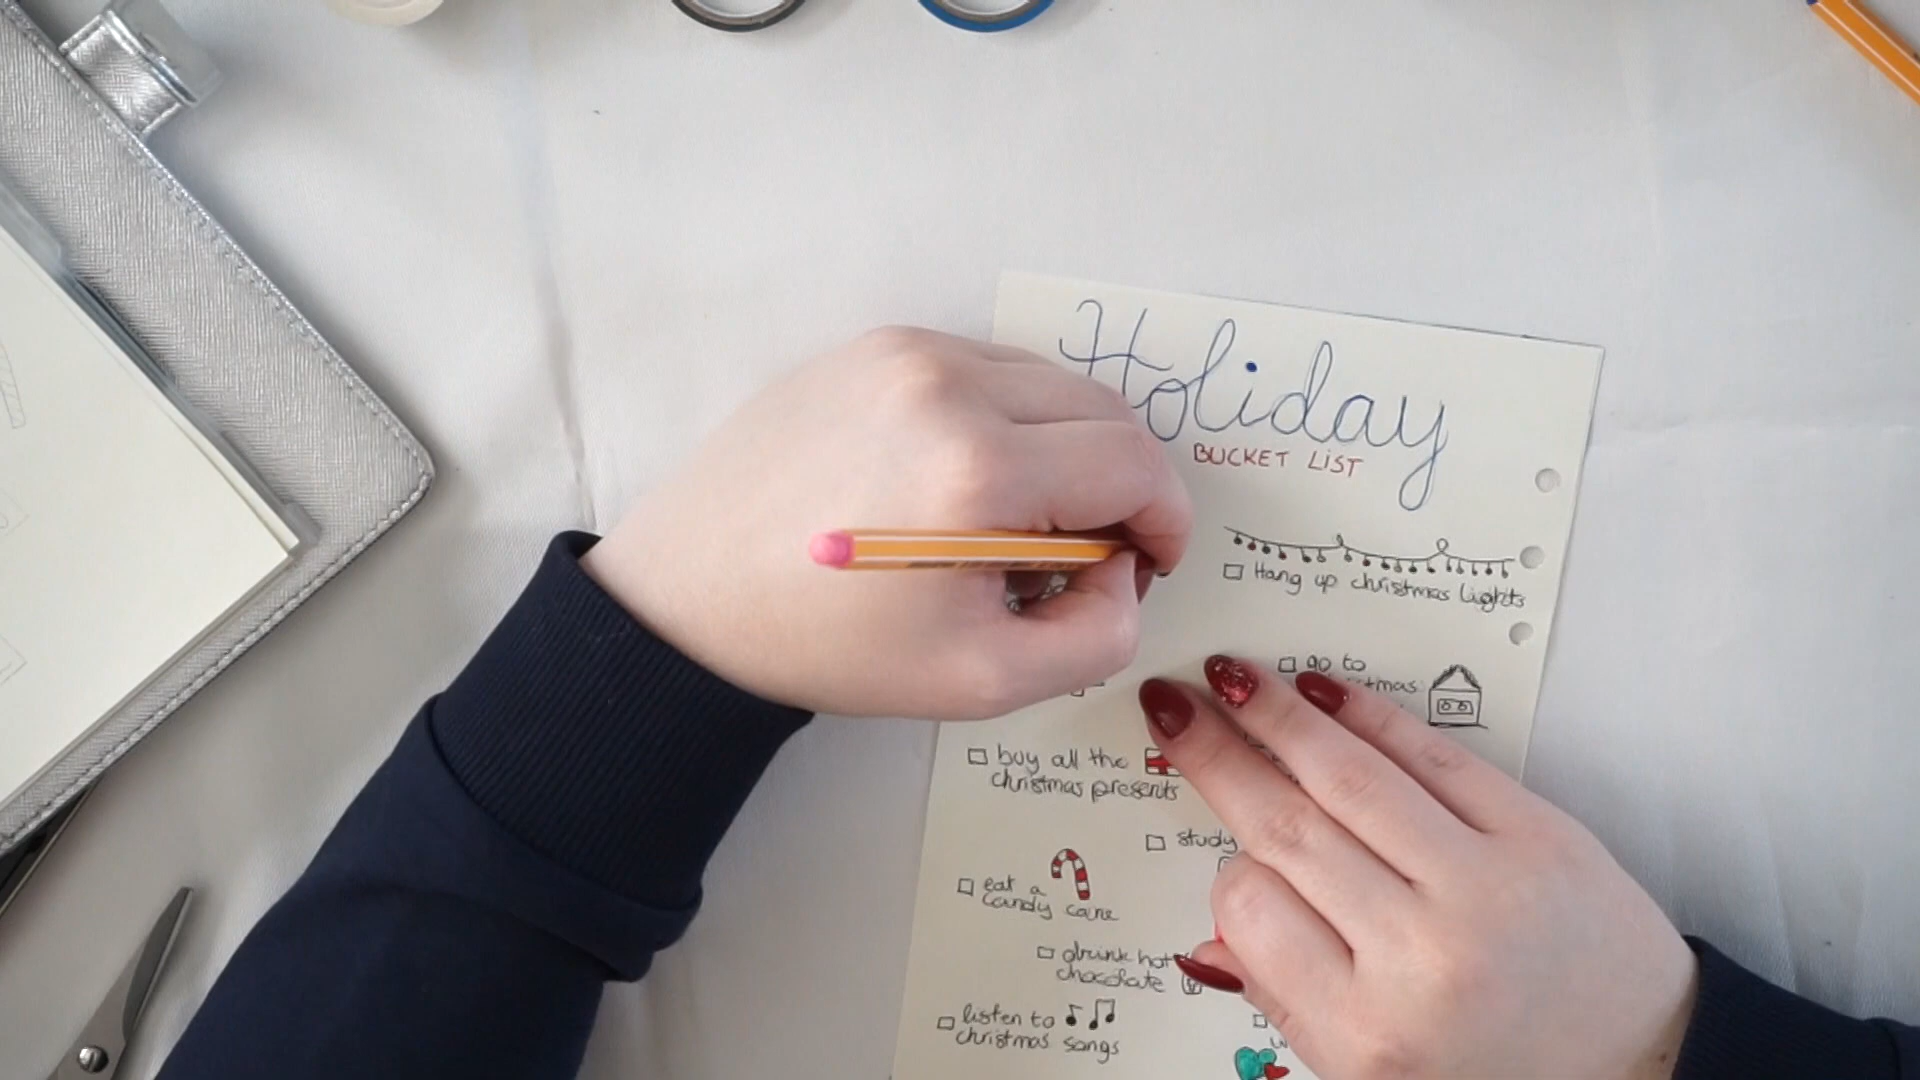 Holiday
BUCKET LIST
Hang up christmas lights
go to
buy all the
christmas presents
study
eat a
candy cane
drink hot
chocolate
listen to
christmas songs